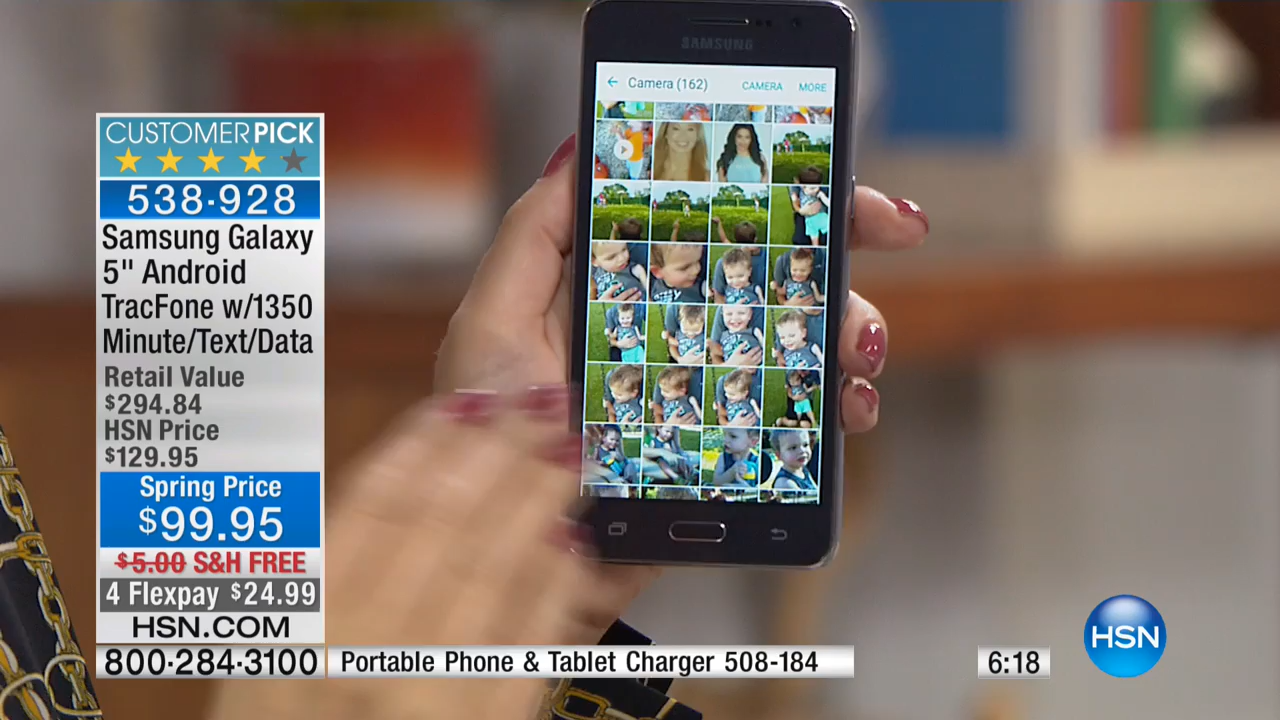 SAMSUNG
Camera (162) CAMERA MORE
CUSTOMER PICK
538-928
Samsung Galaxy
5" Android
TracFone w/1350
Minute/Text/Data
Retail Value
$294.84
HSN Price
$129.95
Spring Price
$99.95
$5.00 S&H FREE
4 Flexpay $24.99
HSN.COM
800-284-3100
Portable Phone & Tablet Charger 508-184
6:18
HSN